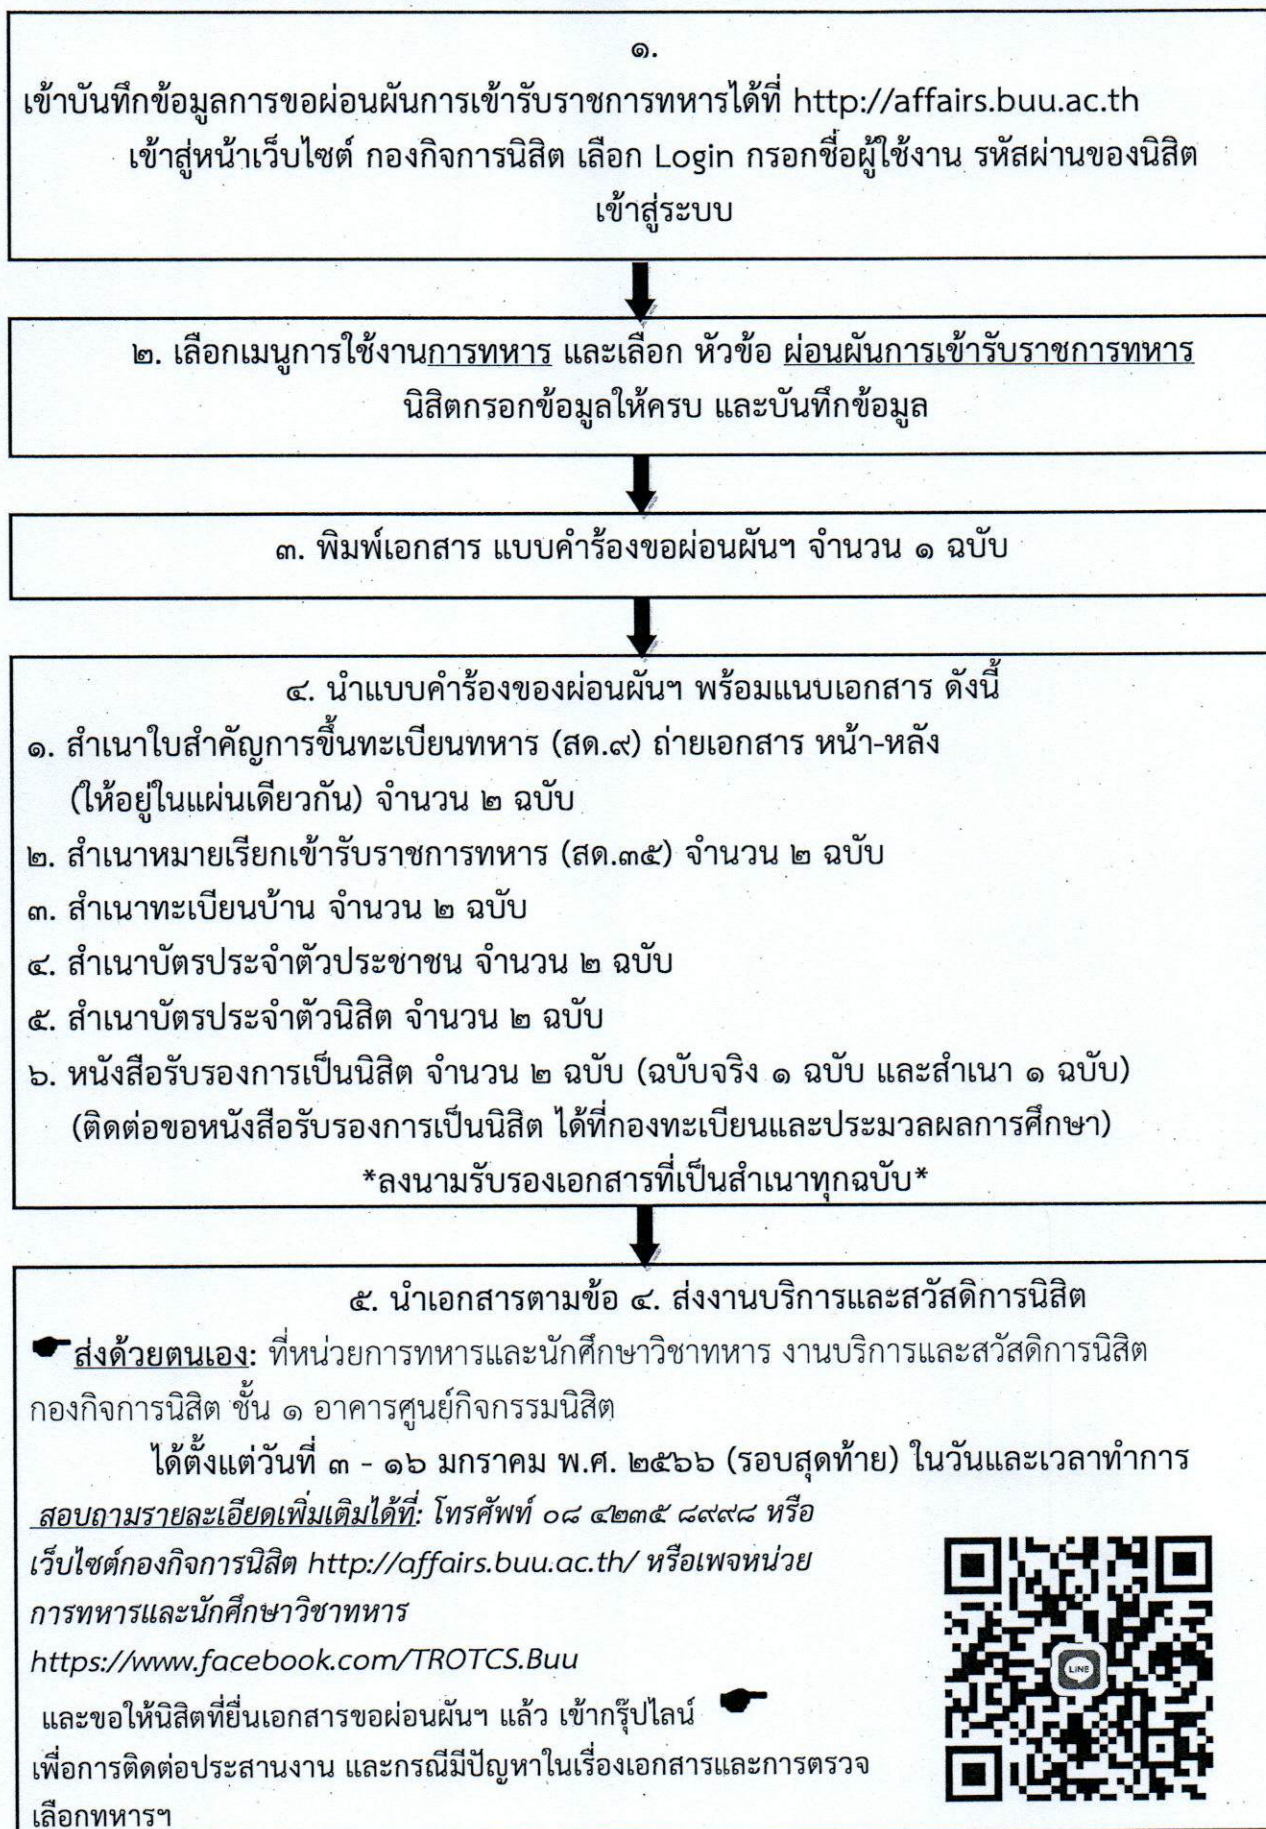 ๑.
เข้าบันทึกข้อมูลการขอผ่อนผันการเข้ารับราชการทหารได้ที่ http://affairs.buu.ac.th
เข้าสู่หน้าเว็บไซต์ กองกิจการนิสิต เลือก Login กรอกชื่อผู้ใช้งาน รหัสผ่านของนิสิต
เข้าสู่ระบบ
๒. เลือกเมนูการใช้งานการทหาร และเลือก หัวข้อ ผ่อนผันการเข้ารับราชการทหาร
นิสิตกรอกข้อมูลให้ครบ และบันทึกข้อมูล
๓. พิมพ์เอกสาร แบบคำร้องขอผ่อนผันฯ จำนวน ๑ ฉบับ
๔. นำแบบคำร้องของผ่อนผันฯ พร้อมแนบเอกสาร ดังนี้
๑. สำเนาใบสำคัญการขึ้นทะเบียนทหาร (สด.๙) ถ่ายเอกสาร หน้า-หลัง
(ให้อยู่ในแผ่นเดียวกัน) จำนวน ๒ ฉบับ
๒. สำเนาหมายเรียกเข้ารับราชการทหาร (สด.๓๕) จำนวน ๒ ฉบับ
๓. สำเนาทะเบียนบ้าน จำนวน ๒ ฉบับ
๔. สำเนาบัตรประจำตัวประชาชน จำนวน ๒ ฉบับ
๕. สำเนาบัตรประจำตัวนิสิต จำนวน ๒ ฉบับ
๖. หนังสือรับรองการเป็นนิสิต จำนวน ๒ ฉบับ (ฉบับจริง ๑ ฉบับ และสำเนา ๑ ฉบับ)
(ติดต่อขอหนังสือรับรองการเป็นนิสิต ได้ที่กองทะเบียนและประมวลผลการศึกษา)
*ลงนามรับรองเอกสารที่เป็นสำเนาทุกฉบับ*
๕. นำเอกสารตามข้อ ๔. ส่งงานบริการและสวัสดิการนิสิต
ส่งด้วยตนเอง: ที่หน่วยการทหารและนักศึกษาวิชาทหาร งานบริการและสวัสดิการนิสิต
กองกิจการนิสิต ชั้น ๑ อาคารศูนย์กิจกรรมนิสิต
ได้ตั้งแต่วันที่ ๓ - ๑๖ มกราคม พ.ศ. ๒๕๖๖ (รอบสุดท้าย) ในวันและเวลาทำการ
สอบถามรายละเอียดเพิ่มเติมได้ที่: โทรศัพท์ ๐๘ ๔๒๓๕ ๘๙๙๘ หรือ
เว็บไซต์กองกิจการนิสิต http://affairs.buu.ac.th/ หรือเพจหน่วย
การทหารและนักศึกษาวิชาทหาร
https://www.facebook.com/TROTCS.Buu
และขอให้นิสิตที่ยื่นเอกสารขอผ่อนผันฯ แล้ว เข้ากรุ๊ปไลน์
เพื่อการติดต่อประสานงาน และกรณีมีปัญหาในเรื่องเอกสารและการตรวจ
เลือกทหารฯ
LINE